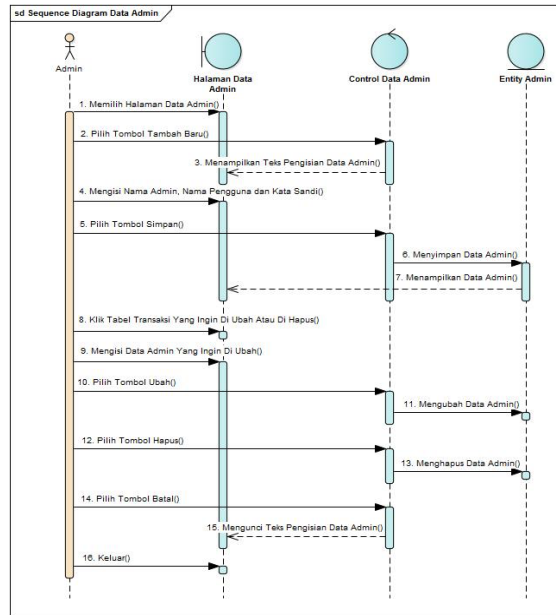 sd Sequence Diagram Data Admin
Admin
Halaman Data
Admin
Control Data Admin
Entity Admin
1. Memilih Halaman Data Admin()
2. Pilih Tombol Tambah Baru()
3. Menampilkan Teks Pengisian Data Admin()
4. Mengisi Nama Admin, Nama Pengguna dan Kata Sandi()
5. Pilih Tombol Simpan()
6. Menyimpan Data Admin()
7. Menampilkan Data Admin()
8. Klik Tabel Transaksi Yang Ingin Di Ubah Atau Di Hapus()
9. Mengisi Data Admin Yang Ingin Di Ubah()
10. Pilih Tombol Ubah()
11. Mengubah Data Admin()
12. Pilih Tombol Hapus()
13. Menghapus Data Admin()
14. Pilih Tombol Batal()
15. Mengunci Teks Pengisian Data Admin()
16. Keluar()